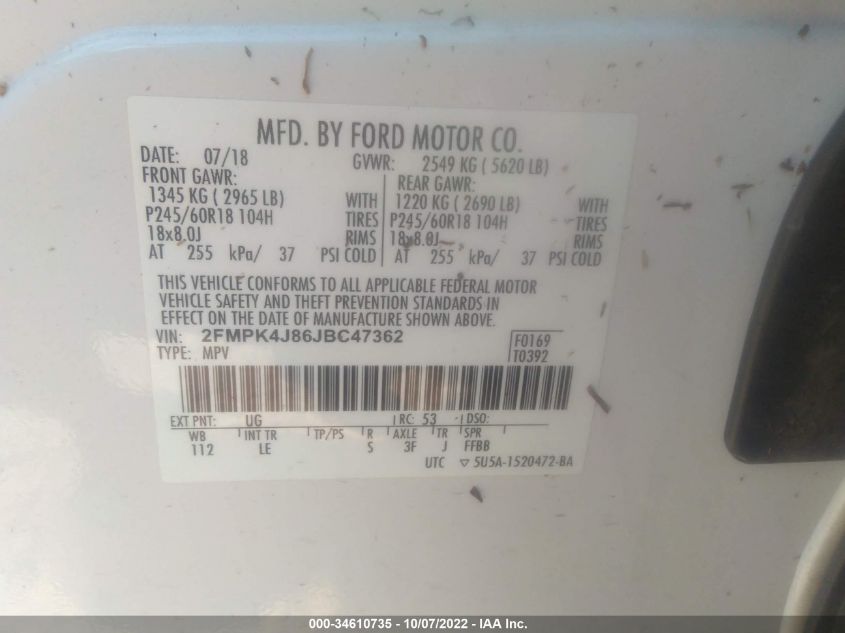 MFD. BY FORD MOTOR CO.
DATE: 07/18 GVWR: 2549 KG ( 5620 LB)
FRONT GAWR: REAR GAWR:
1345 KG ( 2965 LB) WITH 1220 KG ( 2690 LB) WITH
P245/60R18 104H TIRES P245/60R18 104H TIRES
18x8.0J RIMS 18x8.0J RIMS
AT 255 kPa/ 37 PSI COLD AT 255 kPa/ 37 PSI COLD
THIS VEHICLE CONFORMS TO ALL APPLICABLE FEDERAL MOTOR
VEHICLE SAFETY AND THEFT PREVENTION STANDARDS IN
EFFECT ON THE DATE OF MANUFACTURE SHOWN ABOVE.
VIN: 2FMPK4J86JBC47362 F0169
TYPE: MPV T0392
EXT PNT: UG RC: 53 DSO:
WB INT TR TP/PS R AXLE TR SPR
112 LE S 3F J FFBB
UTC ▽ 5U5A-1520472-BA
000-34610735 - 10/07/2022 - IAA Inc.